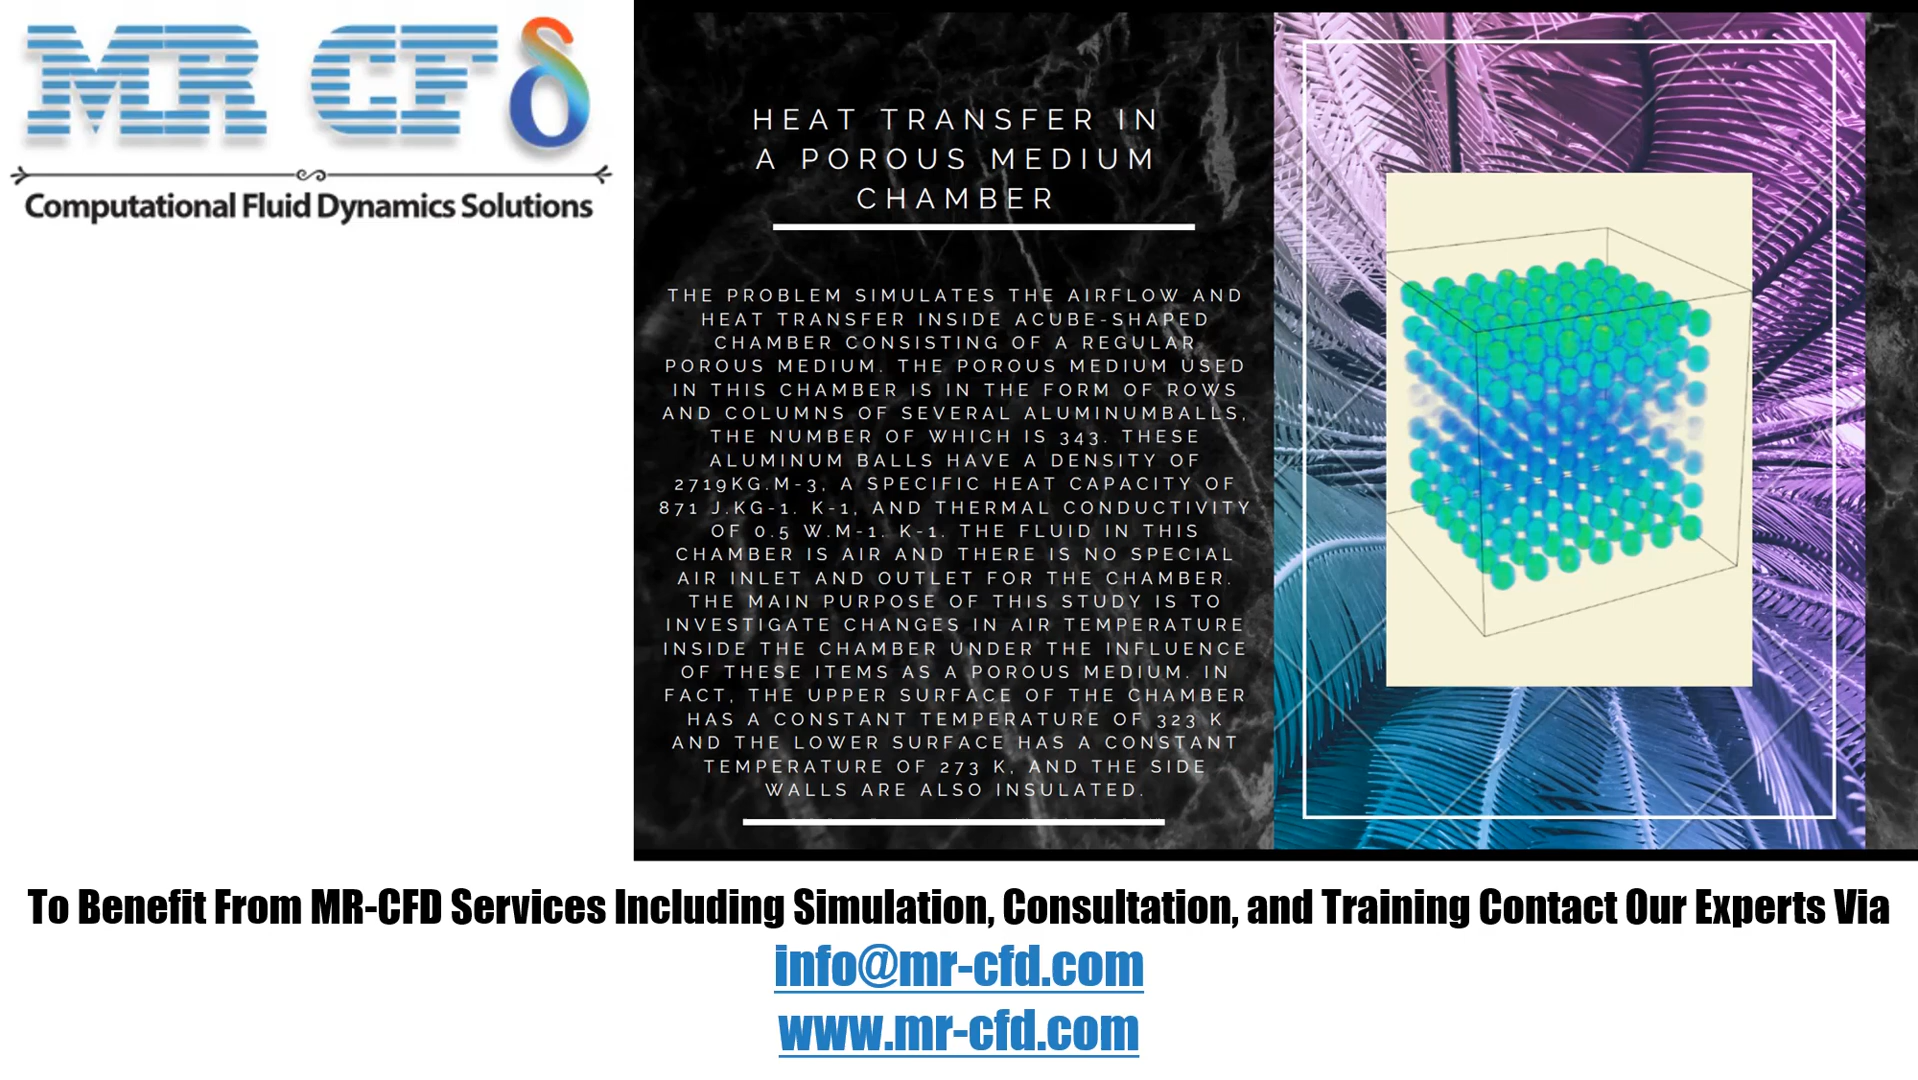 MR CFD
Computational Fluid Dynamics Solutions
HEAT TRANSFER IN
A POROUS MEDIUM
CHAMBER
THE PROBLEM SIMULATES THE AIRFLOW AND
HEAT TRANSFER INSIDE ACUBE-SHAPED
CHAMBER CONSISTING OF A REGULAR
POROUS MEDIUM. THE POROUS MEDIUM USED
IN THIS CHAMBER IS IN THE FORM OF ROWS
AND COLUMNS OF SEVERAL ALUMINUMBALLS,
THE NUMBER OF WHICH IS 343. THESE
ALUMINUM BALLS HAVE A DENSITY OF
2719KG.M-3, A SPECIFIC HEAT CAPACITY OF
871 J.KG-1. K-1, AND THERMAL CONDUCTIVITY
OF 0.5 W.M-1. K-1. THE FLUID IN THIS
CHAMBER IS AIR AND THERE IS NO SPECIAL
AIR INLET AND OUTLET FOR THE CHAMBER.
THE MAIN PURPOSE OF THIS STUDY IS TO
INVESTIGATE CHANGES IN AIR TEMPERATURE
INSIDE THE CHAMBER UNDER THE INFLUENCE
OF THESE ITEMS AS A POROUS MEDIUM. IN
FACT, THE UPPER SURFACE OF THE CHAMBER
HAS A CONSTANT TEMPERATURE OF 323 K
AND THE LOWER SURFACE HAS A CONSTANT
TEMPERATURE OF 273 K, AND THE SIDE
WALLS ARE ALSO INSULATED.
To Benefit From MR-CFD Services Including Simulation, Consultation, and Training Contact Our Experts Via
info@mr-cfd.com
www.mr-cfd.com